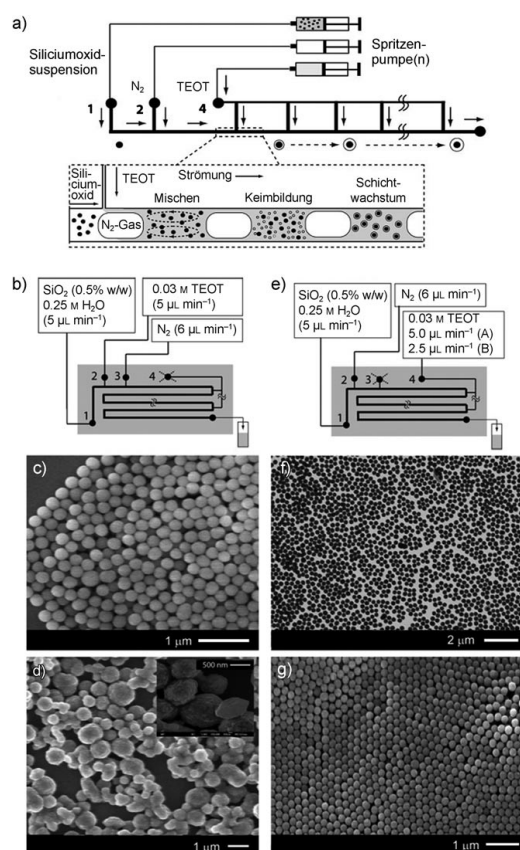 a)
Siliciumoxid-
suspension
N₂
TEOT
Spritzen-
pumpe(n)
1
2
4
Sili-
cium-
oxid
TEOT
Strömung
Mischen
Keimbildung
Schicht-
wachstum
N₂-Gas
b)
SiO₂ (0.5% w/w)
0.25 M H₂O
(5 µL min⁻¹)
0.03 M TEOT
(5 µL min⁻¹)
N₂ (6 µL min⁻¹)
2
3
4
1
e)
SiO₂ (0.5% w/w)
0.25 M H₂O
(5 µL min⁻¹)
N₂ (6 µL min⁻¹)
0.03 M TEOT
5.0 µL min⁻¹ (A)
2.5 µL min⁻¹ (B)
2
3
4
1
c)
1 µm
f)
2 µm
d)
500 nm
1 µm
g)
1 µm